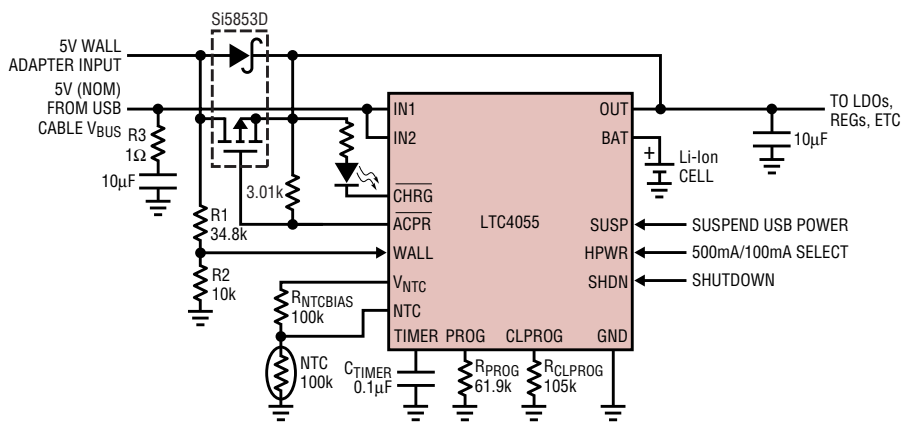 Si5853D
5V WALL
ADAPTER INPUT
5V (NOM)
FROM USB
CABLE VBUS
R3
1Ω
10µF
R1
34.8k
R2
10k
3.01k
RNTCBIAS
100k
NTC
100k
CTIMER
0.1µF
IN1
IN2
CHRG
ACPR
WALL
VNTC
NTC
TIMER PROG CLPROG GND
LTC4055
OUT
BAT
SUSP
HPWR
SHDN
RPROG
61.9k
RCLPROG
105k
TO LDOs,
REGs, ETC
10µF
+
Li-Ion
CELL
SUSPEND USB POWER
500mA/100mA SELECT
SHUTDOWN